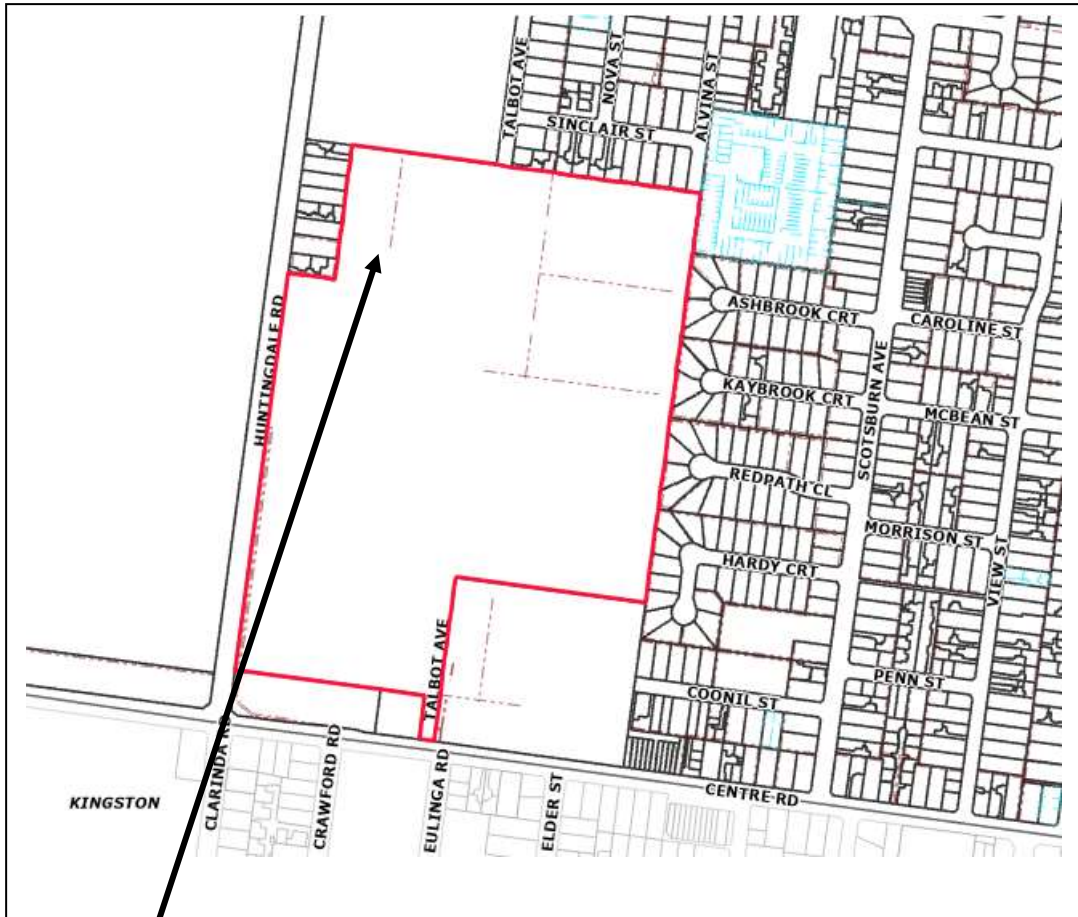 TALBOT AVE
NOVA ST
ALVINA ST
SINCLAIR ST
HUNTINGDALE RD
ASHBROOK CRT
CAROLINE ST
KAYBROOK CRT
SCOTSBURN AVE
MCBEAN ST
REDPATH CL
MORRISON ST
HARDY CRT
VIEW ST
TALBOT AVE
PENN ST
COONIL ST
CLARINDA RD
CRAWFORD RD
EULINGA RD
ELDER ST
CENTRE RD
KINGSTON